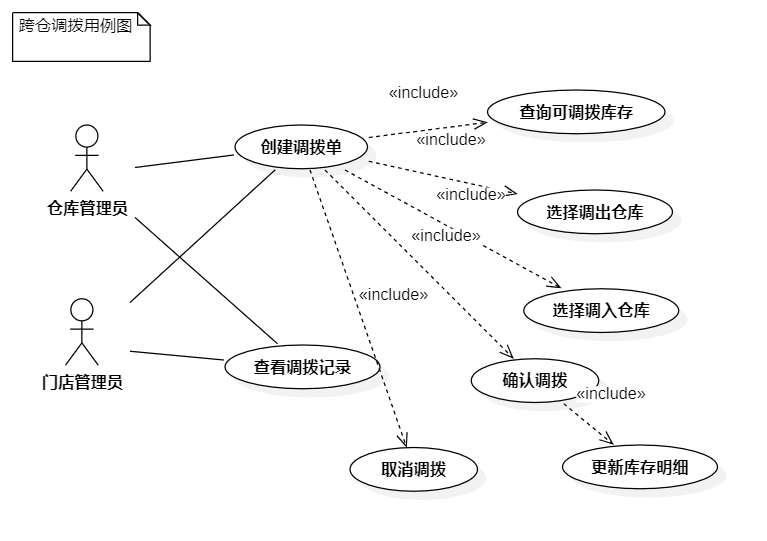 跨仓调拨用例图
«include»
查询可调拨库存
创建调拨单
«include»
仓库管理员
«include»
选择调出仓库
«include»
«include»
选择调入仓库
门店管理员
查看调拨记录
确认调拨
«include»
取消调拨
更新库存明细